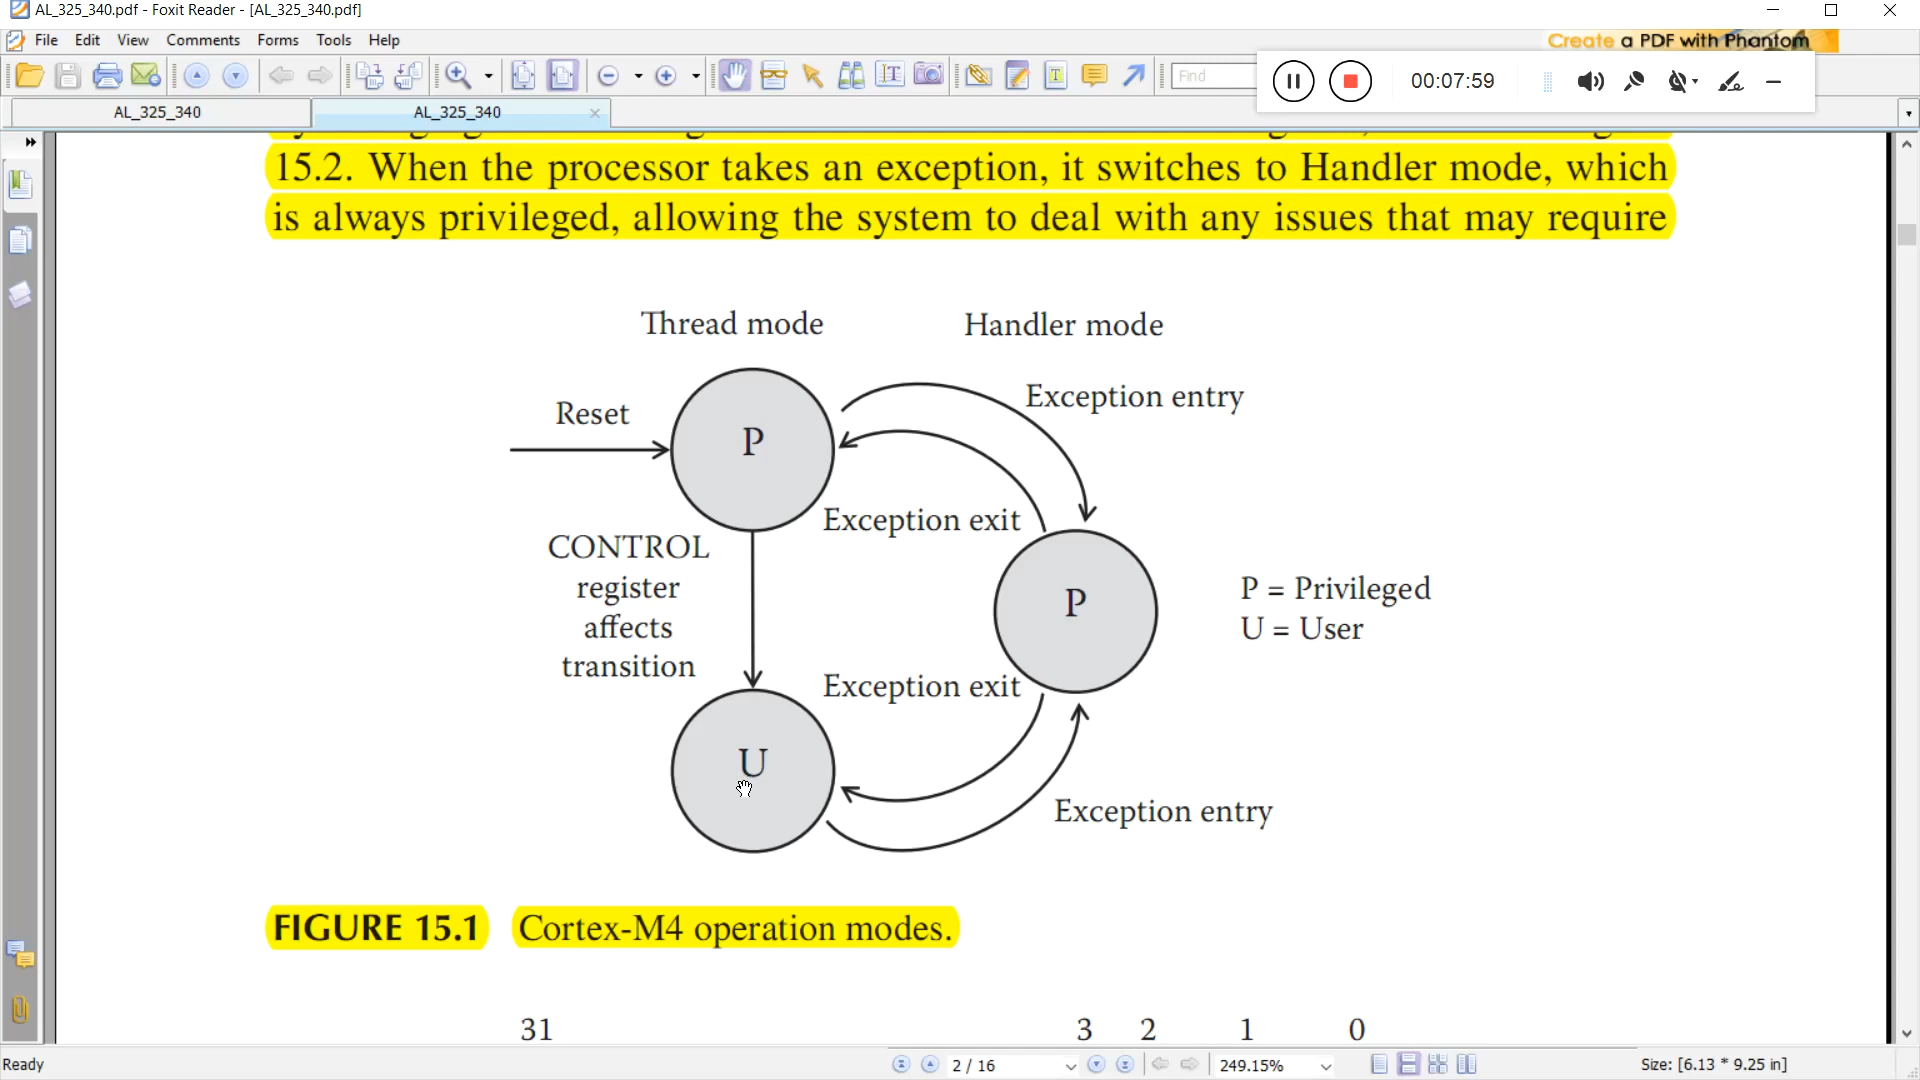 AL_325_340.pdf - Foxit Reader - [AL_325_340.pdf]
File Edit View Comments Forms Tools Help
Create a PDF with Phantom
Find
00:07:59
AL_325_340 AL_325_340
15.2. When the processor takes an exception, it switches to Handler mode, which
is always privileged, allowing the system to deal with any issues that may require
Thread mode Handler mode
Exception entry
Reset
P
Exception exit
CONTROL
register
affects
transition
P
P = Privileged
U = User
Exception exit
U
Exception entry
FIGURE 15.1 Cortex-M4 operation modes.
31 3 2 1 0
Ready 2 / 16 249.15% Size: [6.13 * 9.25 in]